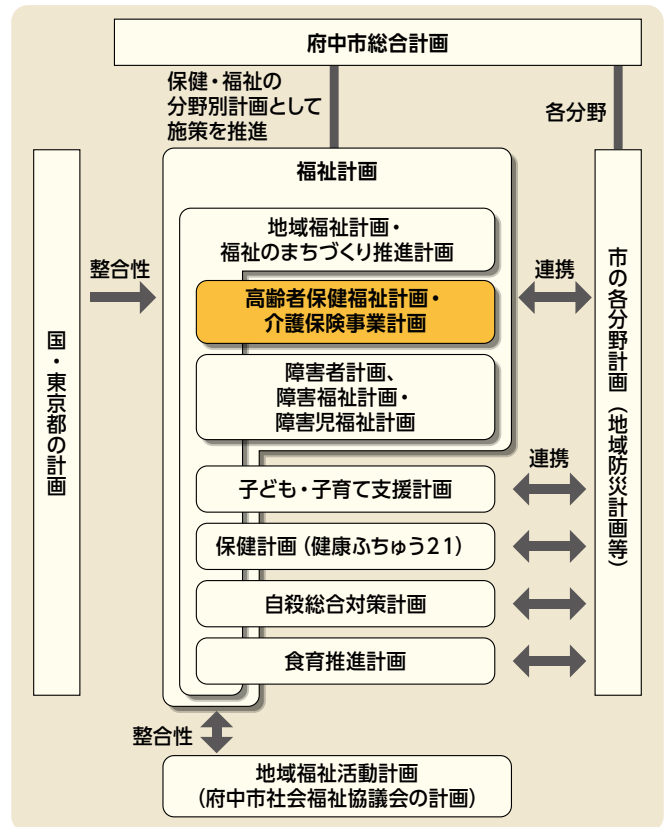 府中市総合計画
保健・福祉の
分野別計画として
施策を推進
各分野
福祉計画
地域福祉計画・
福祉のまちづくり推進計画
整合性
連携
高齢者保健福祉計画・
介護保険事業計画
障害者計画、
障害福祉計画・
障害児福祉計画
国・東京都の計画
市の各分野計画（地域防災計画等）
連携
子ども・子育て支援計画
保健計画（健康ふちゅう21）
自殺総合対策計画
食育推進計画
整合性
地域福祉活動計画
（府中市社会福祉協議会の計画）